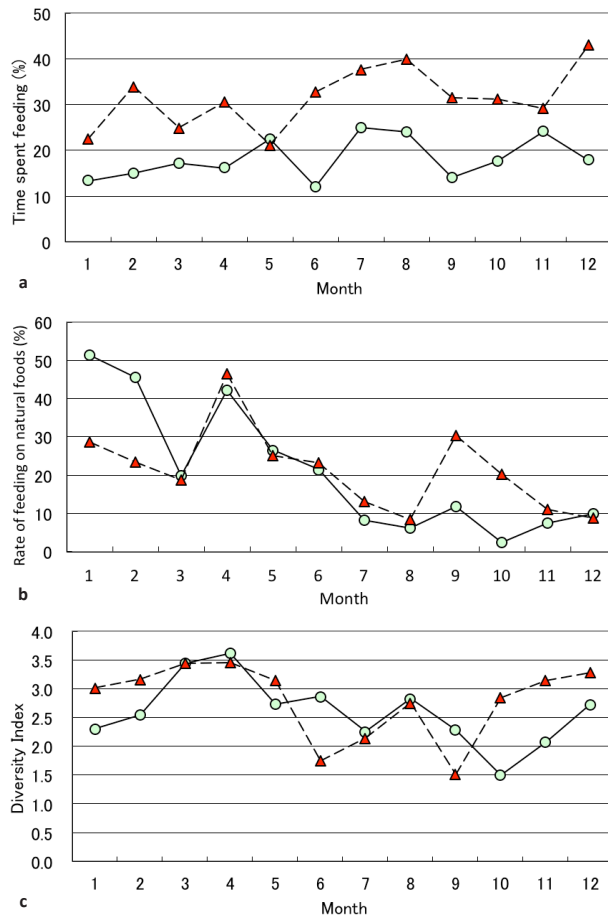 Time spent feeding (%)
50
40
30
20
10
0
1 2 3 4 5 6 7 8 9 10 11 12
Month
a
Rate of feeding on natural foods (%)
60
50
40
30
20
10
0
1 2 3 4 5 6 7 8 9 10 11 12
Month
b
Diversity Index
4.0
3.5
3.0
2.5
2.0
1.5
1.0
0.5
0.0
1 2 3 4 5 6 7 8 9 10 11 12
Month
c